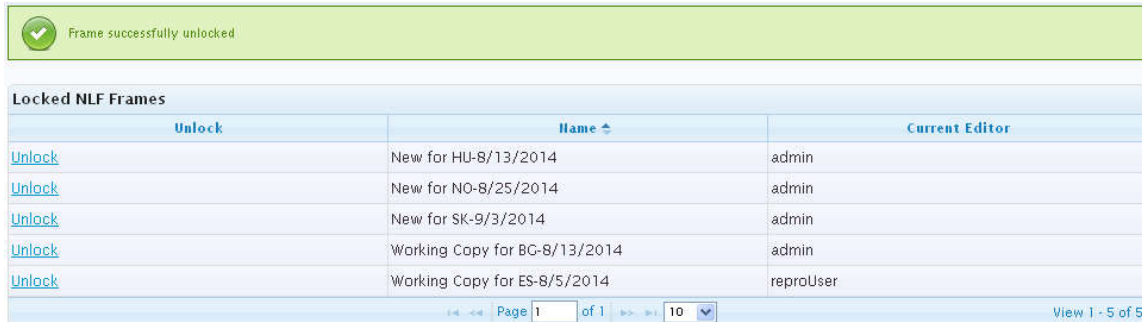 Frame successfully unlocked
Locked NLF Frames
Unlock Name Current Editor
Unlock New for HU-8/13/2014 admin
Unlock New for NO-8/25/2014 admin
Unlock New for SK-9/3/2014 admin
Unlock Working Copy for BG-8/13/2014 admin
Unlock Working Copy for ES-8/5/2014 reproUser
Page 1 of 1 10 View 1 - 5 of 5